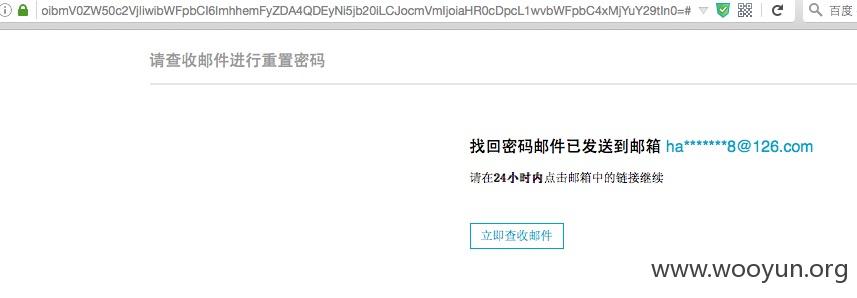 oibmV0ZW50c2VjIiwibWFpbCI6ImhhemFyZDA4QDEyNi5jb20iLCJocmVmIjoiaHR0cDpcL1wvbWFpbC4xMjYuY29tIn0=#
百度
请查收邮件进行重置密码
找回密码邮件已发送到邮箱 ha*******8@126.com
请在24小时内点击邮箱中的链接继续
立即查收邮件
www.wooyun.org